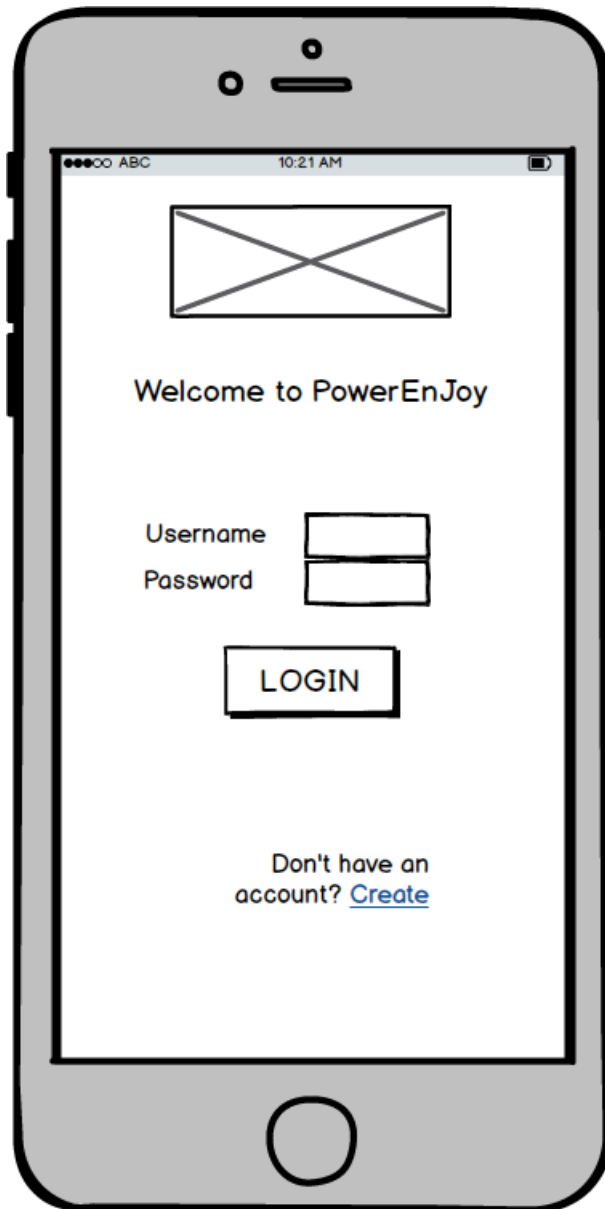 ABC 10:21 AM
Welcome to PowerEnJoy
Username
Password
LOGIN
Don't have an
account? Create